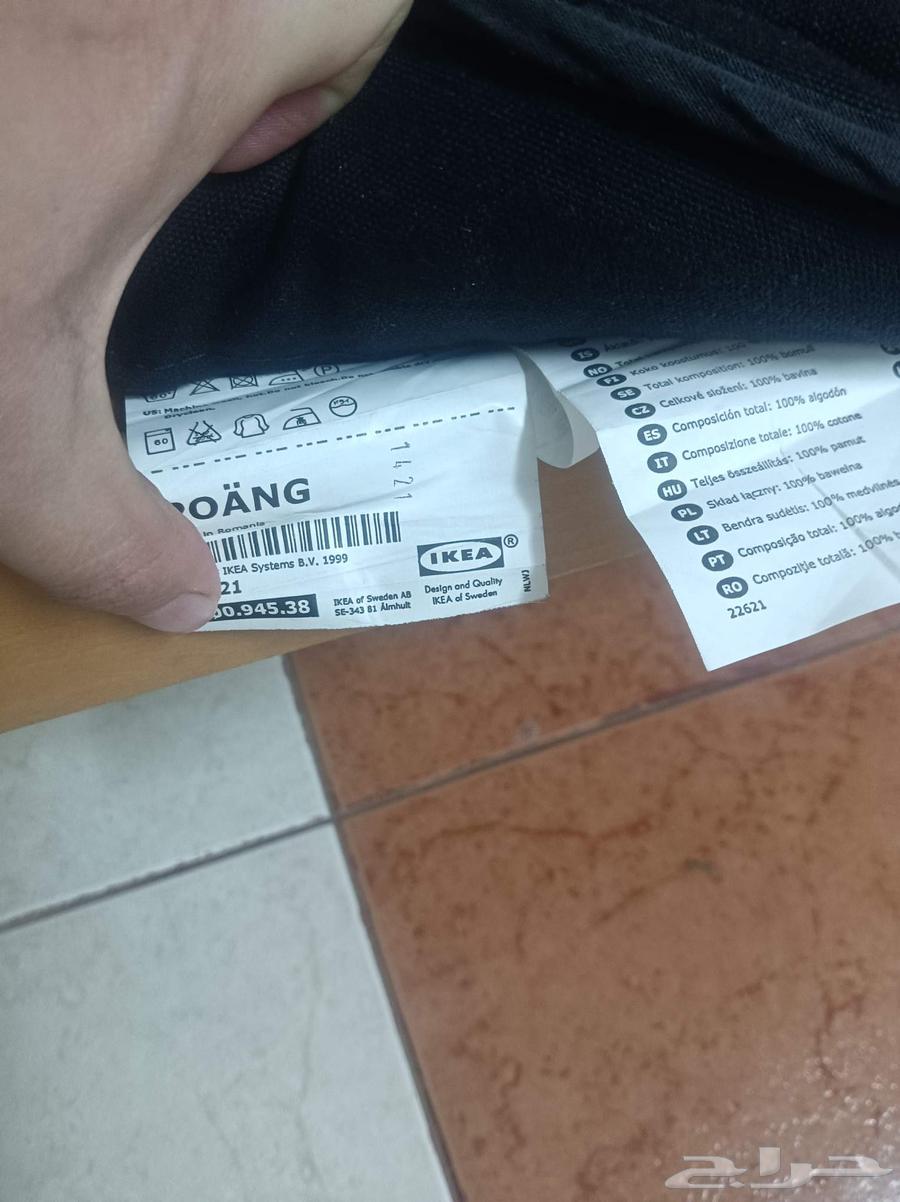 US: Machine
Dryclean.
60
1421
POÄNG
in Romania
IKEA Systems B.V. 1999
21
00.945.38
IKEA of Sweden AB
SE-343 81 Älmhult
IKEA®
Design and Quality
IKEA of Sweden
NLWJ
IS
NO
FI Koko koostumus: 100
SE Total komposition: 100% bomull
CZ Celkové složení: 100% bavlna
ES Composición total: 100% algodón
IT Composizione totale: 100% cotone
HU Teljes összeállítás: 100% pamut
PL Skład łączny: 100% bawełna
LT Bendra sudėtis: 100% medvilnės
PT Composição total: 100% algo
RO Compoziţie totală: 100% b
22621
حراج